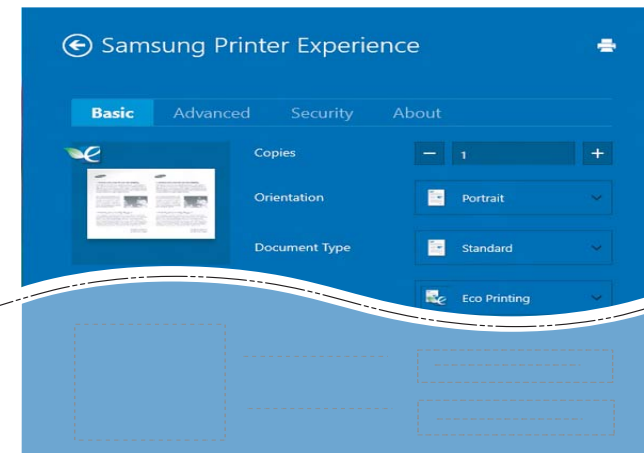 Samsung Printer Experience
Basic Advanced Security About
Copies 1
Orientation Portrait
Document Type Standard
Eco Printing